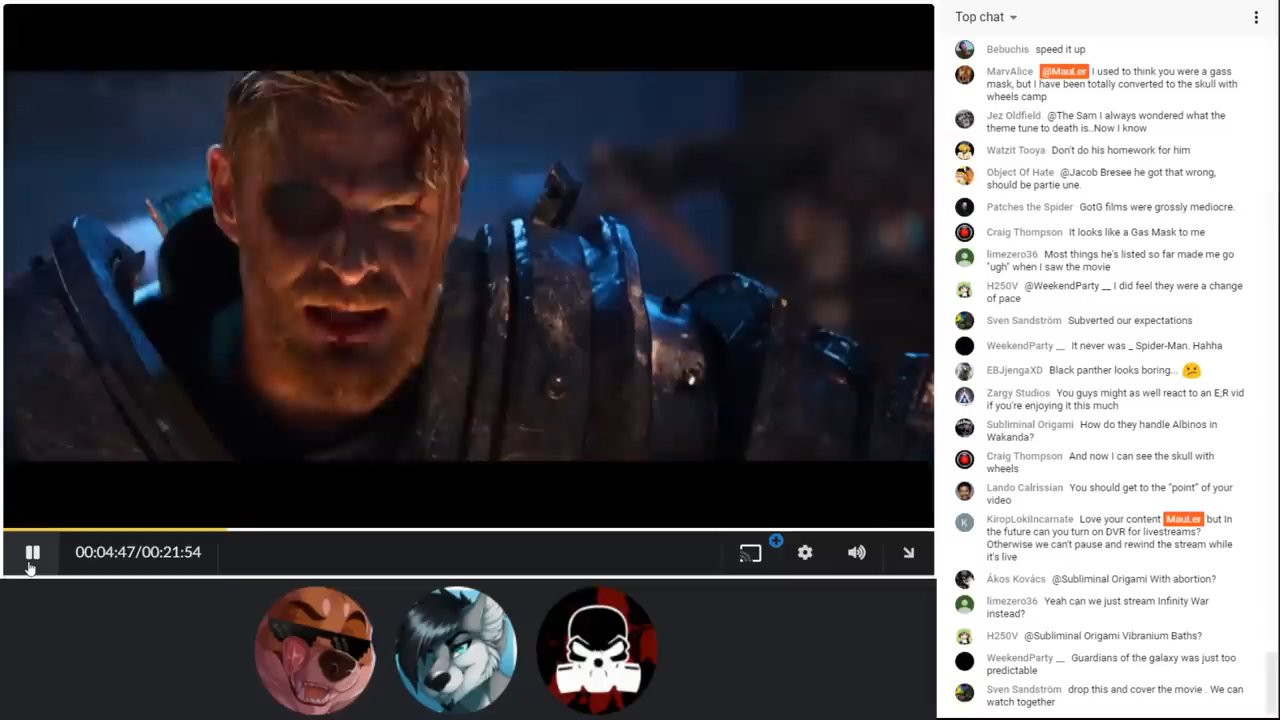 Top chat
Bebuchis speed it up
MarvAlice @MauLer I used to think you were a gass
mask, but I have been totally converted to the skull with
wheels camp
Jez Oldfield @The Sam I always wondered what the
theme tune to death is..Now I know
Watzit Tooya Don't do his homework for him
Object Of Hate @Jacob Bresee he got that wrong,
should be partie une.
Patches the Spider GotG films were grossly mediocre.
Craig Thompson It looks like a Gas Mask to me
limezero36 Most things he's listed so far made me go
"ugh" when I saw the movie
H250V @WeekendParty __ I did feel they were a change
of pace
Sven Sandström Subverted our expectations
WeekendParty __ It never was _ Spider-Man. Hahha
EBJjengaXD Black panther looks boring...
Zargy Studios You guys might as well react to an E;R vid
if you're enjoying it this much
Subliminal Origami How do they handle Albinos in
Wakanda?
Craig Thompson And now I can see the skull with
wheels
Lando Calrissian You should get to the "point" of your
video
K
KiropLokiIncarnate Love your content MauLer but In
the future can you turn on DVR for livestreams?
Otherwise we can't pause and rewind the stream while
it's live
Ákos Kovács @Subliminal Origami With abortion?
limezero36 Yeah can we just stream Infinity War
instead?
H250V @Subliminal Origami Vibranium Baths?
WeekendParty __ Guardians of the galaxy was just too
predictable
Sven Sandström drop this and cover the movie . We can
watch together
00:04:47/00:21:54